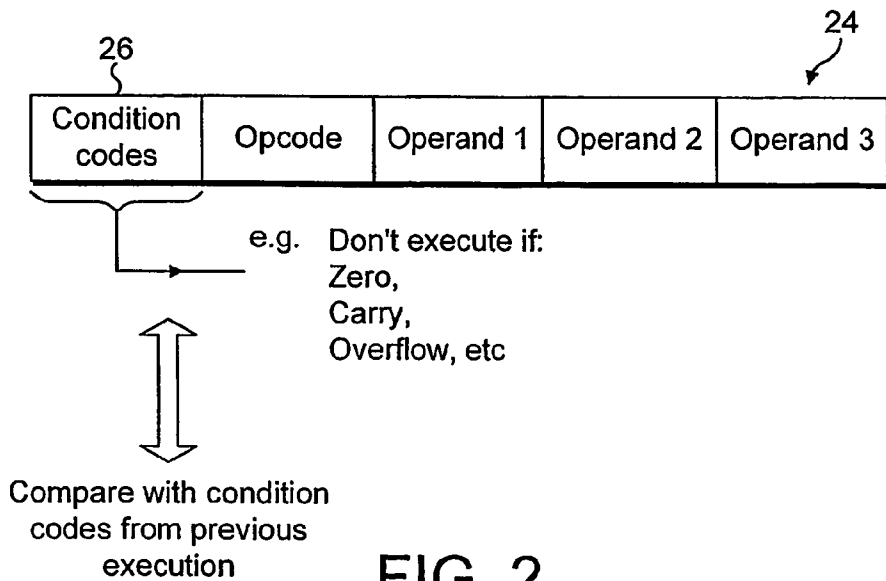 26
24
Condition
codes
Opcode
Operand 1
Operand 2
Operand 3
e.g. Don't execute if:
Zero,
Carry,
Overflow, etc
Compare with condition
codes from previous
execution
FIG. 2